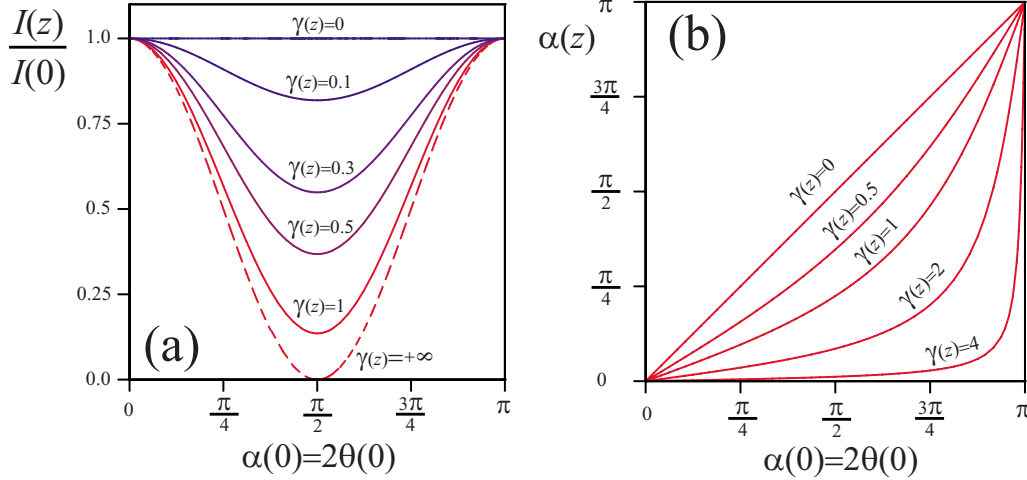 I(z)
I(0)
1.0
0.75
0.5
0.25
0.0
γ(z)=0
γ(z)=0.1
γ(z)=0.3
γ(z)=0.5
γ(z)=1
γ(z)=+∞
(a)
0
π/4
π/2
3π/4
π
α(0)=2θ(0)
(b)
α(z)
π
3π/4
π/2
π/4
0
γ(z)=0
γ(z)=0.5
γ(z)=1
γ(z)=2
γ(z)=4
0
π/4
π/2
3π/4
π
α(0)=2θ(0)